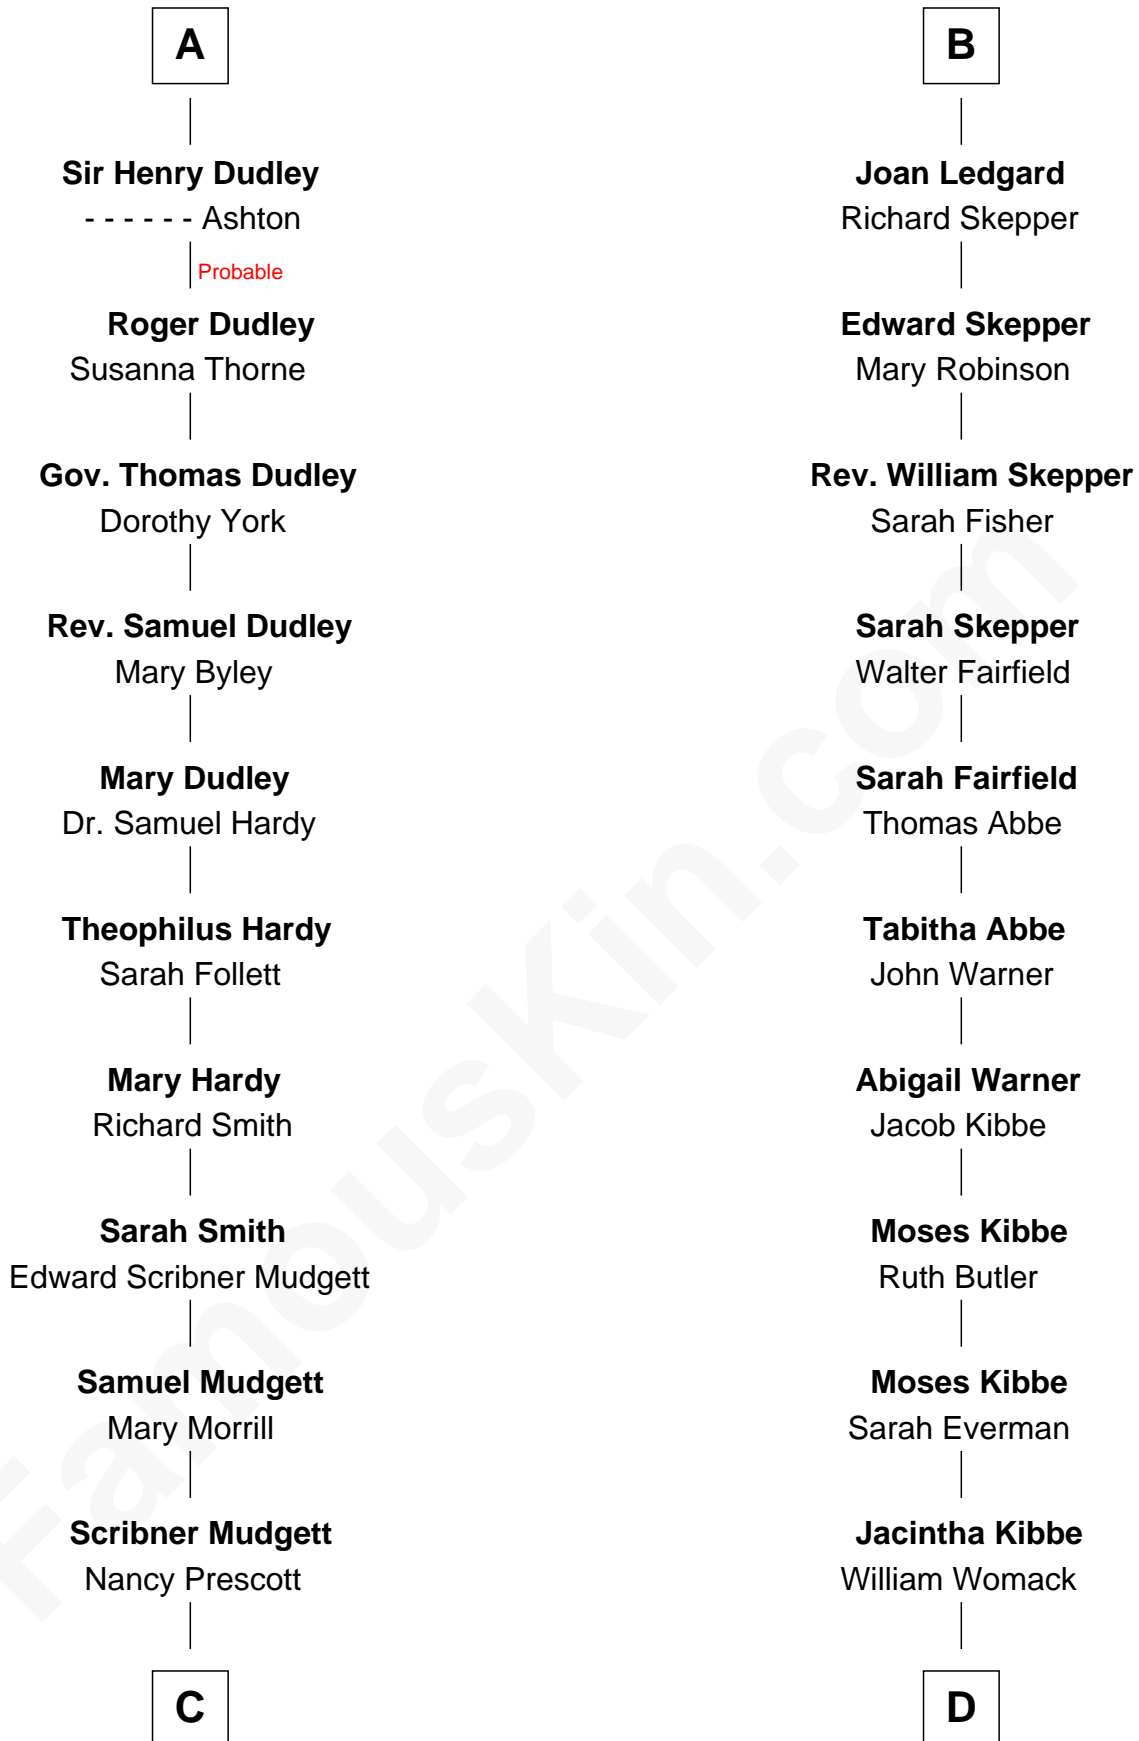 A
Sir Henry Dudley
- - - - - - Ashton
Probable
Roger Dudley
Susanna Thorne
Gov. Thomas Dudley
Dorothy York
Rev. Samuel Dudley
Mary Byley
Mary Dudley
Dr. Samuel Hardy
Theophilus Hardy
Sarah Follett
Mary Hardy
Richard Smith
Sarah Smith
Edward Scribner Mudgett
Samuel Mudgett
Mary Morrill
Scribner Mudgett
Nancy Prescott
C
B
Joan Ledgard
Richard Skepper
Edward Skepper
Mary Robinson
Rev. William Skepper
Sarah Fisher
Sarah Skepper
Walter Fairfield
Sarah Fairfield
Thomas Abbe
Tabitha Abbe
John Warner
Abigail Warner
Jacob Kibbe
Moses Kibbe
Ruth Butler
Moses Kibbe
Sarah Everman
Jacintha Kibbe
William Womack
D
FamousKin.com